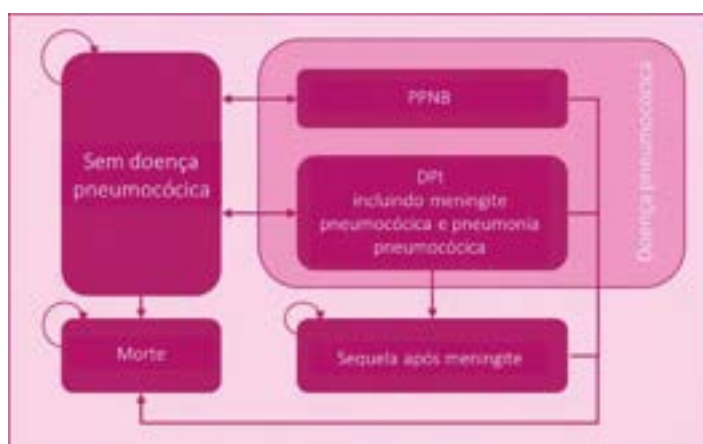 Sem doença
pneumocócica
PPNB
DPI
incluindo meningite
pneumocócica e pneumonia
pneumocócica
Doença pneumocócica
Morte
Sequela após meningite